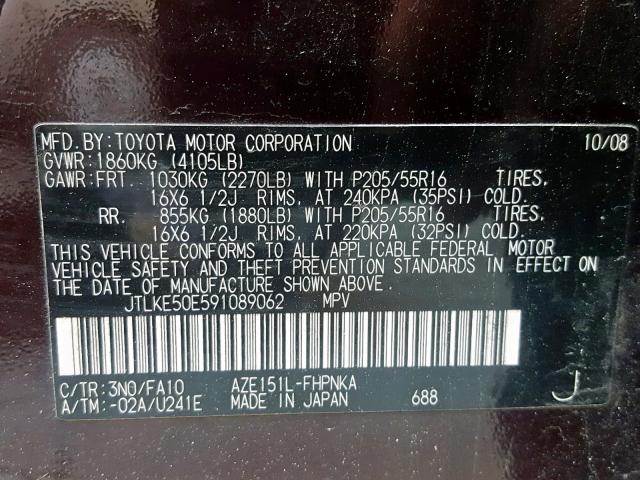 MFD.BY:TOYOTA MOTOR CORPORATION 10/08
GVWR:1860KG (4105LB)
GAWR:FRT. 1030KG (2270LB) WITH P205/55R16 TIRES,
16X6 1/2J RIMS, AT 240KPA (35PSI) COLD.
RR. 855KG (1880LB) WITH P205/55R16 TIRES,
16X6 1/2J RIMS, AT 220KPA (32PSI) COLD.
THIS VEHICLE CONFORMS TO ALL APPLICABLE FEDERAL MOTOR
VEHICLE SAFETY AND THEFT PREVENTION STANDARDS IN EFFECT ON
THE DATE OF MANUFACTURE SHOWN ABOVE.
JTLKE50E591089062 MPV
C/TR:3N0/FA10 AZE151L-FHPNKA
A/TM:-02A/U241E MADE IN JAPAN 688 J